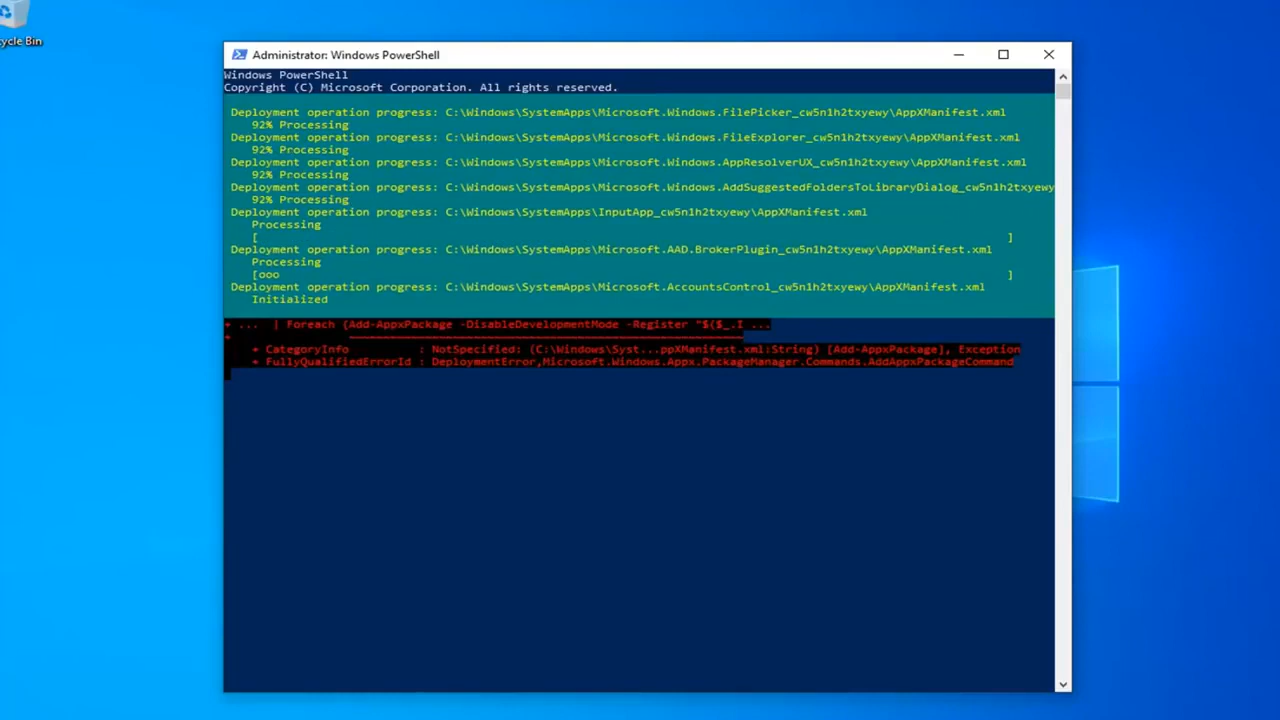 cycle Bin
Administrator: Windows PowerShell
Windows PowerShell
Copyright (C) Microsoft Corporation. All rights reserved.
Deployment operation progress: C:\Windows\SystemApps\Microsoft.Windows.FilePicker_cw5n1h2txyewy\AppXManifest.xml
92% Processing
Deployment operation progress: C:\Windows\SystemApps\Microsoft.Windows.FileExplorer_cw5n1h2txyewy\AppXManifest.xml
92% Processing
Deployment operation progress: C:\Windows\SystemApps\Microsoft.Windows.AppResolverUX_cw5n1h2txyewy\AppXManifest.xml
92% Processing
Deployment operation progress: C:\Windows\SystemApps\Microsoft.Windows.AddSuggestedFoldersToLibraryDialog_cw5n1h2txyewy
92% Processing
Deployment operation progress: C:\Windows\SystemApps\InputApp_cw5n1h2txyewy\AppXManifest.xml
Processing
[ ]
Deployment operation progress: C:\Windows\SystemApps\Microsoft.AAD.BrokerPlugin_cw5n1h2txyewy\AppXManifest.xml
Processing
[ooo ]
Deployment operation progress: C:\Windows\SystemApps\Microsoft.AccountsControl_cw5n1h2txyewy\AppXManifest.xml
Initialized
+ ... | Foreach {Add-AppxPackage -DisableDevelopmentMode -Register "$($_.I ...
+ ~~~~~~~~~~~~~~~~~~~~~~~~~~~~~~~~~~~~~~~~~~~~~~~~~~~~~~~~~
+ CategoryInfo : NotSpecified: (C:\Windows\Syst...ppXManifest.xml:String) [Add-AppxPackage], Exception
+ FullyQualifiedErrorId : DeploymentError,Microsoft.Windows.Appx.PackageManager.Commands.AddAppxPackageCommand